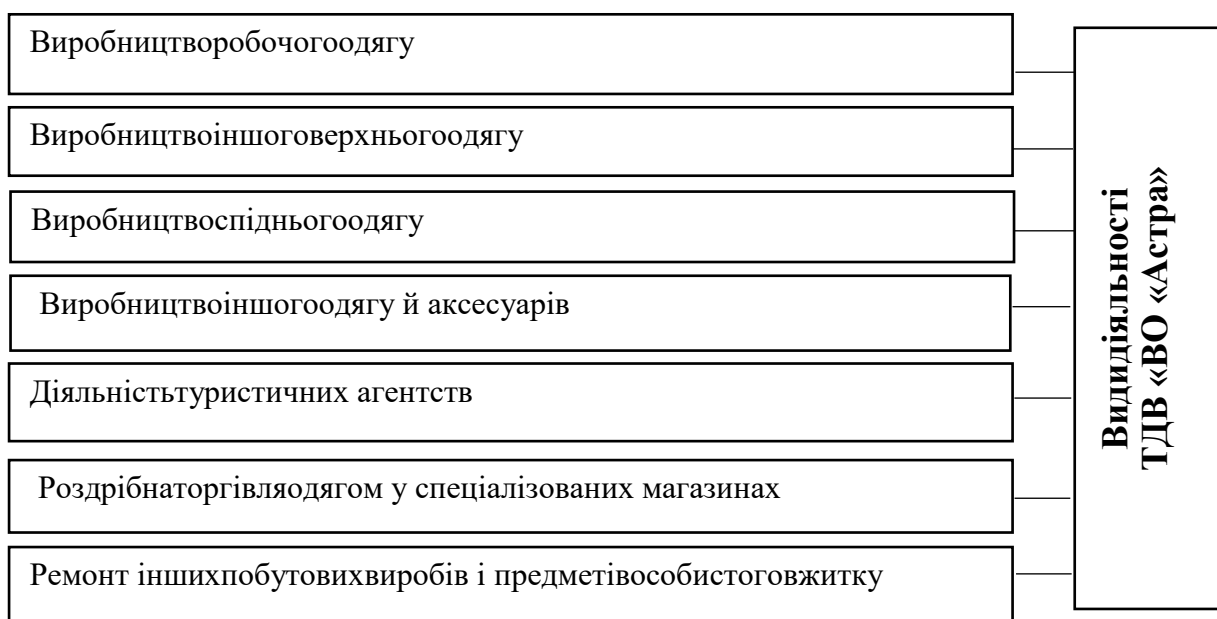 Виробництворобочогоодягу
Виробництвоіншоговерхньогоодягу
Виробництвоспідньогоодягу
Виробництвоіншогоодягу й аксесуарів
Діяльністьтуристичних агентств
Роздрібнаторгівляодягом у спеціалізованих магазинах
Ремонт іншихпобутовихвиробів і предметівособистоговжитку
Видидіяльності
ТДВ «ВО «Астра»